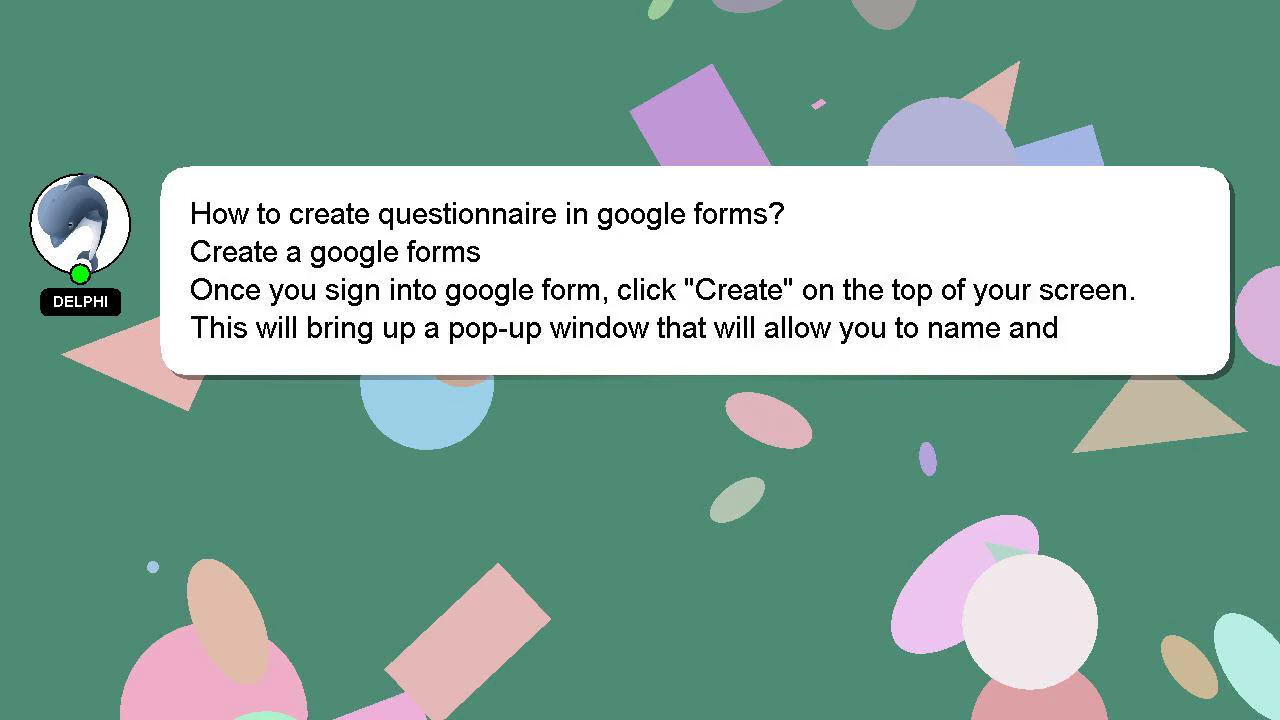 How to create questionnaire in google forms?
Create a google forms
Once you sign into google form, click "Create" on the top of your screen.
This will bring up a pop-up window that will allow you to name and
DELPHI